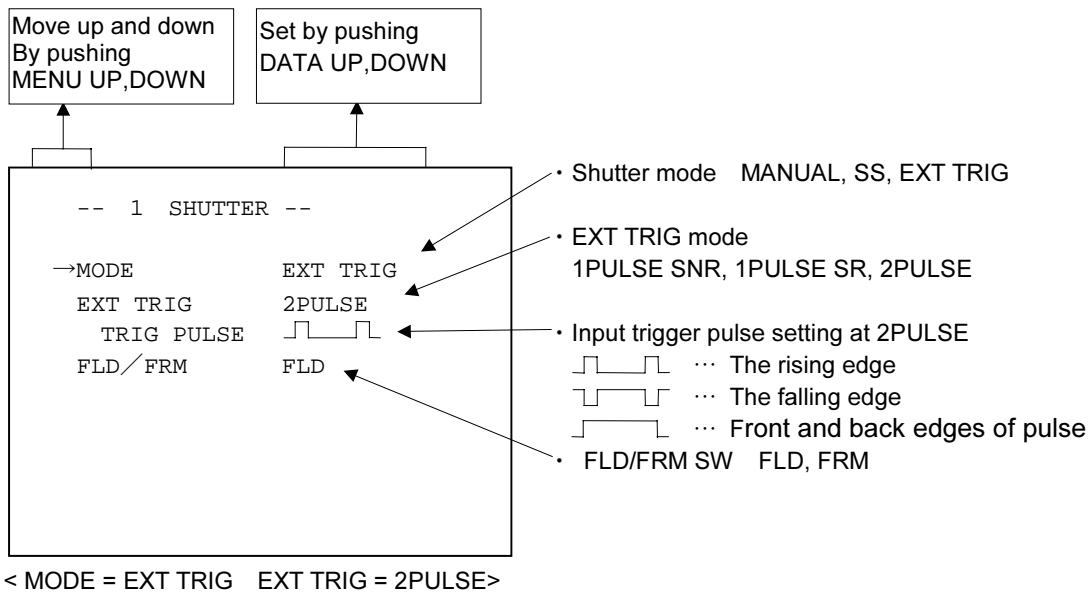 Move up and down
By pushing
MENU UP,DOWN
Set by pushing
DATA UP,DOWN
-- 1 SHUTTER --
→MODE EXT TRIG
EXT TRIG 2PULSE
TRIG PULSE
FLD／FRM FLD
・ Shutter mode MANUAL, SS, EXT TRIG
・ EXT TRIG mode
1PULSE SNR, 1PULSE SR, 2PULSE
・ Input trigger pulse setting at 2PULSE
… The rising edge
… The falling edge
… Front and back edges of pulse
・ FLD/FRM SW FLD, FRM
< MODE = EXT TRIG EXT TRIG = 2PULSE>